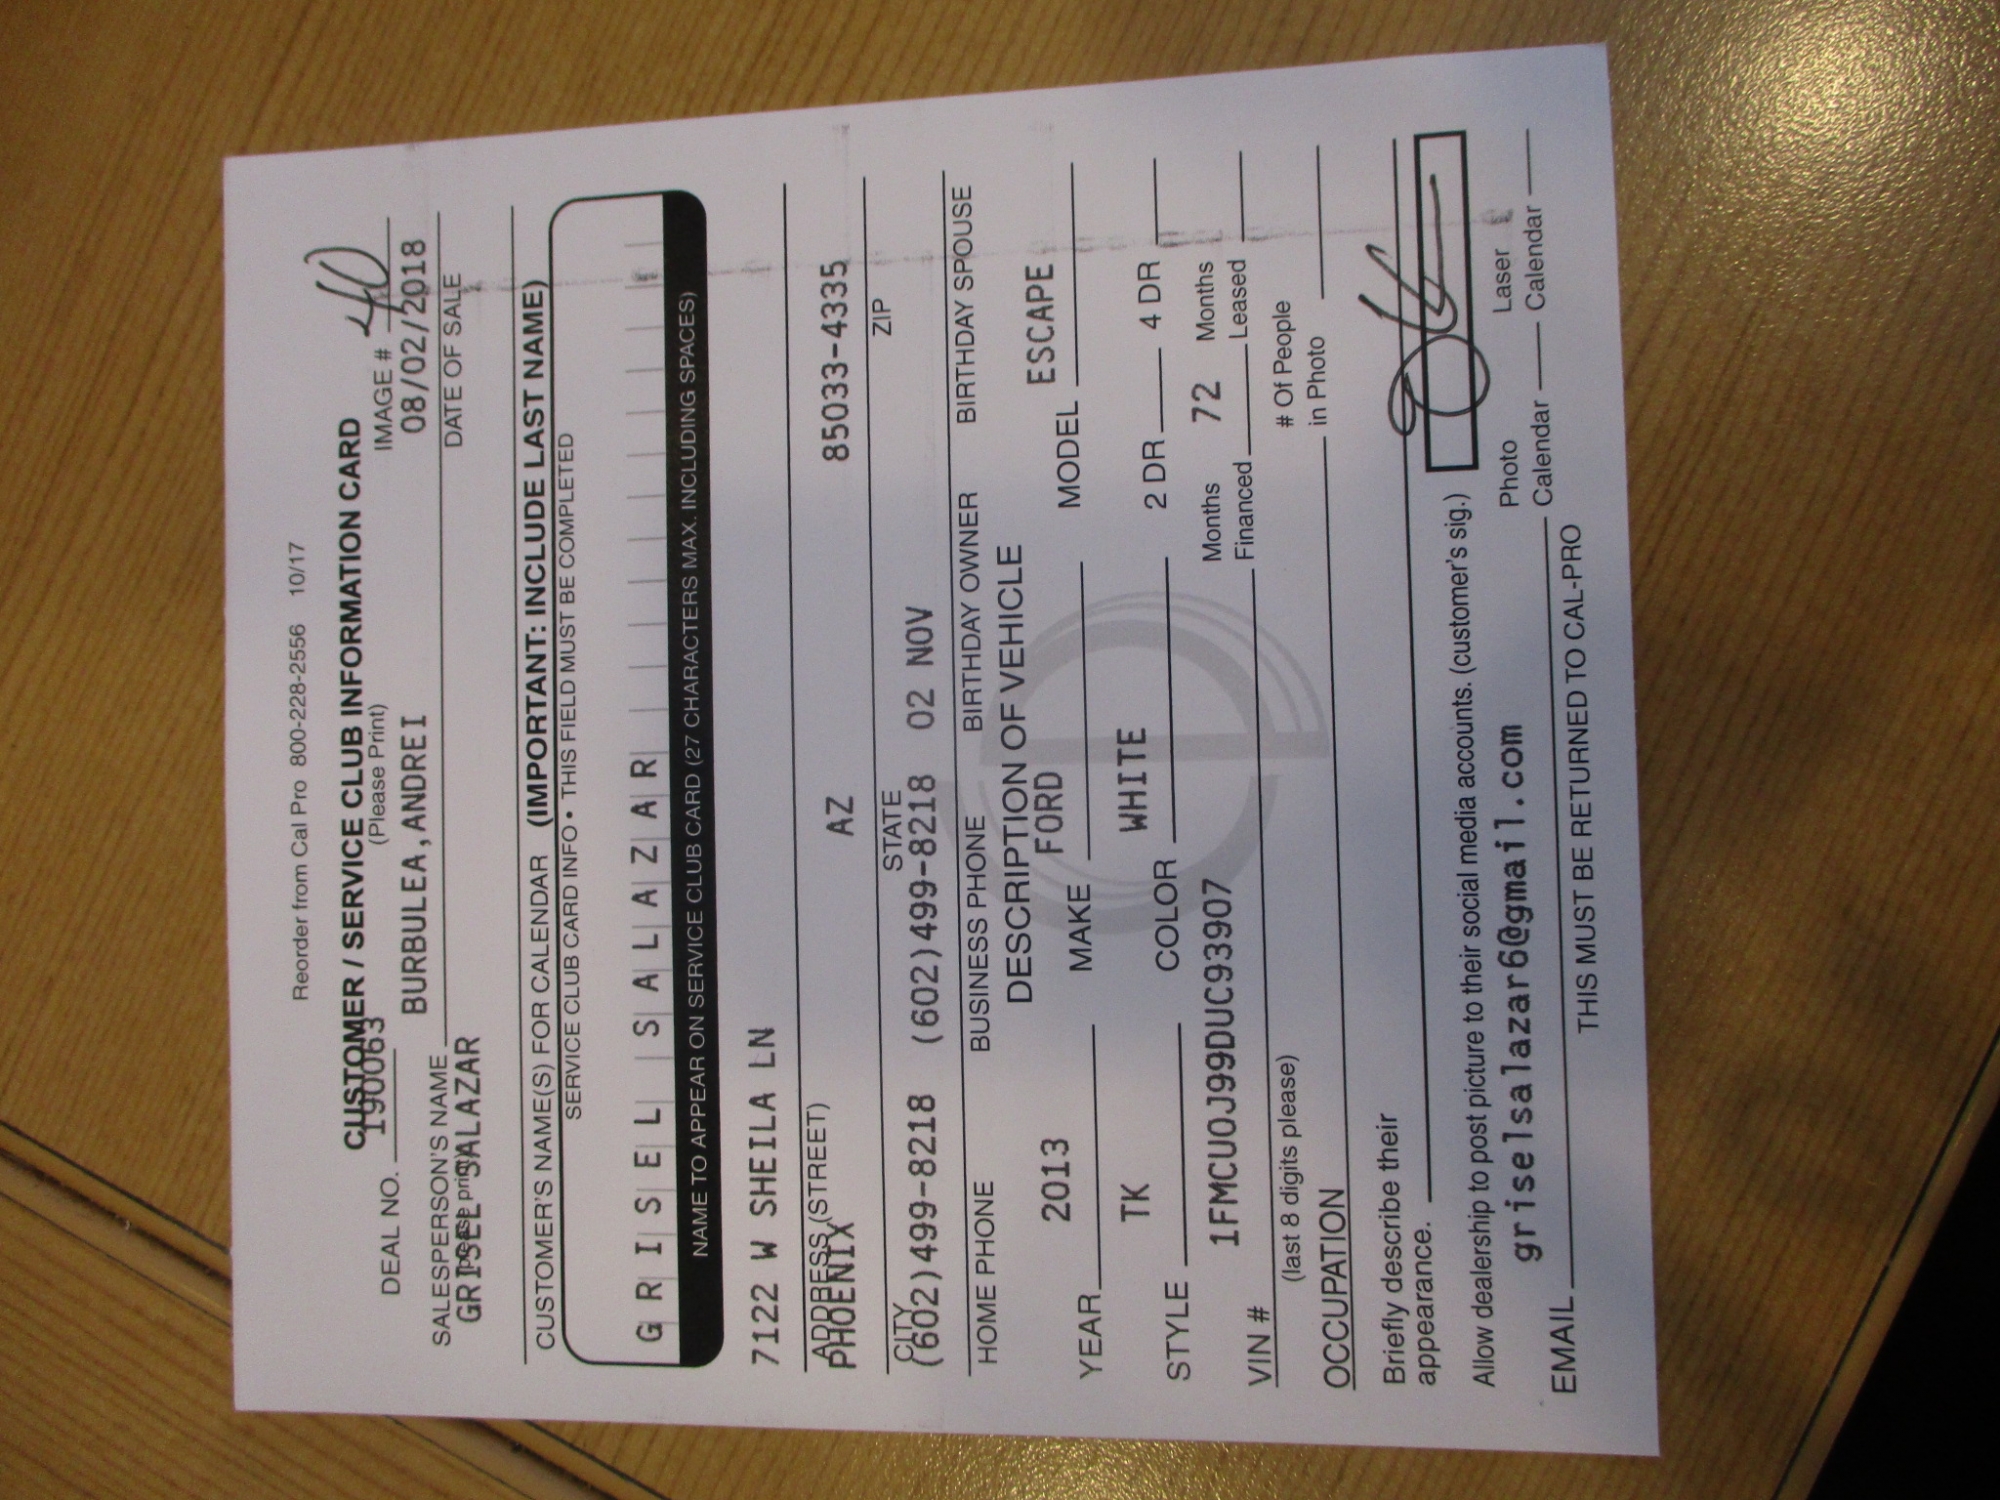 Reorder from Cal Pro 800-228-2556 10/17
CUSTOMER / SERVICE CLUB INFORMATION CARD
(Please Print)
DEAL NO. 190063 IMAGE # 40
BURBULEA,ANDREI 08/02/2018
SALESPERSON'S NAME DATE OF SALE
(please print)
GRISEL SALAZAR
CUSTOMER'S NAME(S) FOR CALENDAR (IMPORTANT: INCLUDE LAST NAME)
SERVICE CLUB CARD INFO • THIS FIELD MUST BE COMPLETED
G R I S E L S A L A Z A R
NAME TO APPEAR ON SERVICE CLUB CARD (27 CHARACTERS MAX. INCLUDING SPACES)
7122 W SHEILA LN
ADDRESS (STREET)
PHOENIX AZ 85033-4335
CITY STATE ZIP
(602)499-8218 (602)499-8218 02 NOV
HOME PHONE BUSINESS PHONE BIRTHDAY OWNER BIRTHDAY SPOUSE
DESCRIPTION OF VEHICLE
YEAR 2013 MAKE FORD MODEL ESCAPE
STYLE TK COLOR WHITE 2 DR 4 DR
VIN # 1FMCU0J99DUC93907 Months Financed 72 Months Leased
(last 8 digits please)
OCCUPATION # Of People in Photo
Briefly describe their
appearance.
Allow dealership to post picture to their social media accounts. (customer's sig.)
EMAIL griselsalazar6@gmail.com Photo Calendar Laser Calendar
THIS MUST BE RETURNED TO CAL-PRO